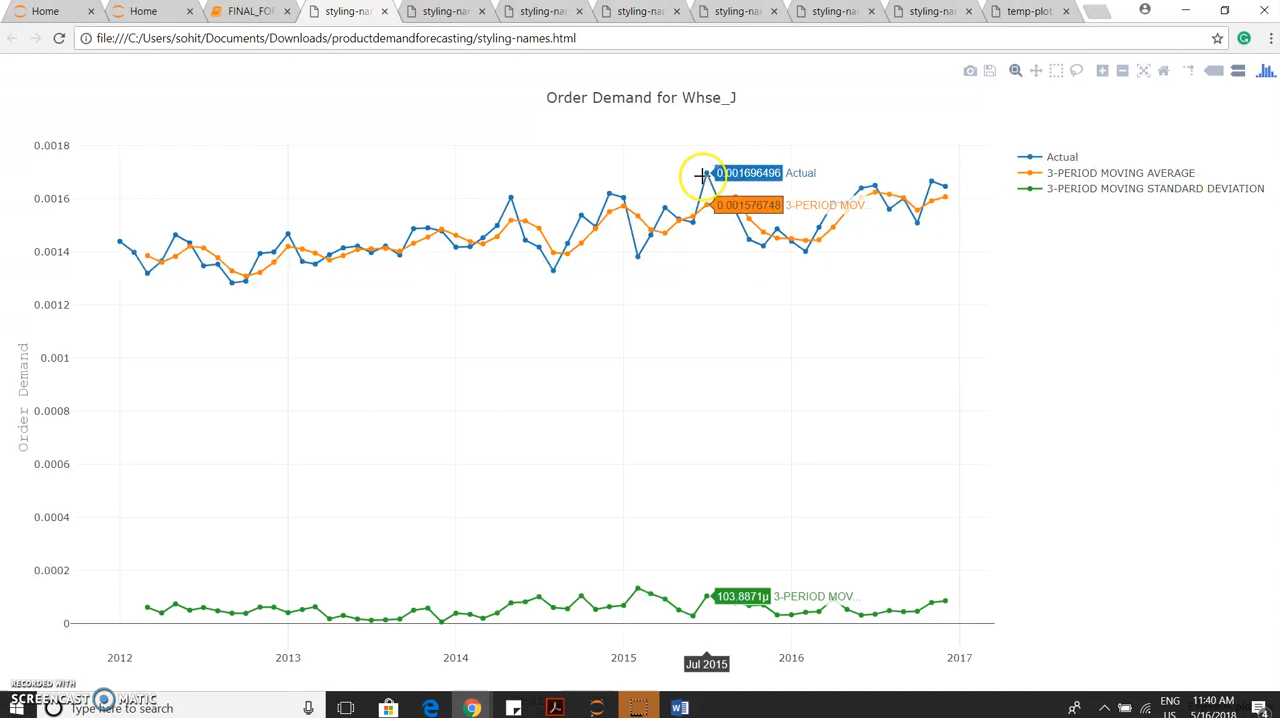 Home
Home
FINAL_FO
styling-na
styling-na
styling-na
styling-na
styling-na
styling-na
styling-na
temp-plot
file:///C:/Users/sohit/Documents/Downloads/productdemandforecasting/styling-names.html
Order Demand for Whse_J
0.0018
0.0016
0.0014
0.0012
0.001
0.0008
0.0006
0.0004
0.0002
0
Order Demand
0.001696496 Actual
0.001576748 3-PERIOD MOV...
103.8871µ 3-PERIOD MOV...
Actual
3-PERIOD MOVING AVERAGE
3-PERIOD MOVING STANDARD DEVIATION
2012
2013
2014
2015
Jul 2015
2016
2017
RECORDED WITH
SCREENCAST MATIC
Type here to search
ENG
US
11:40 AM
5/16/2018
4